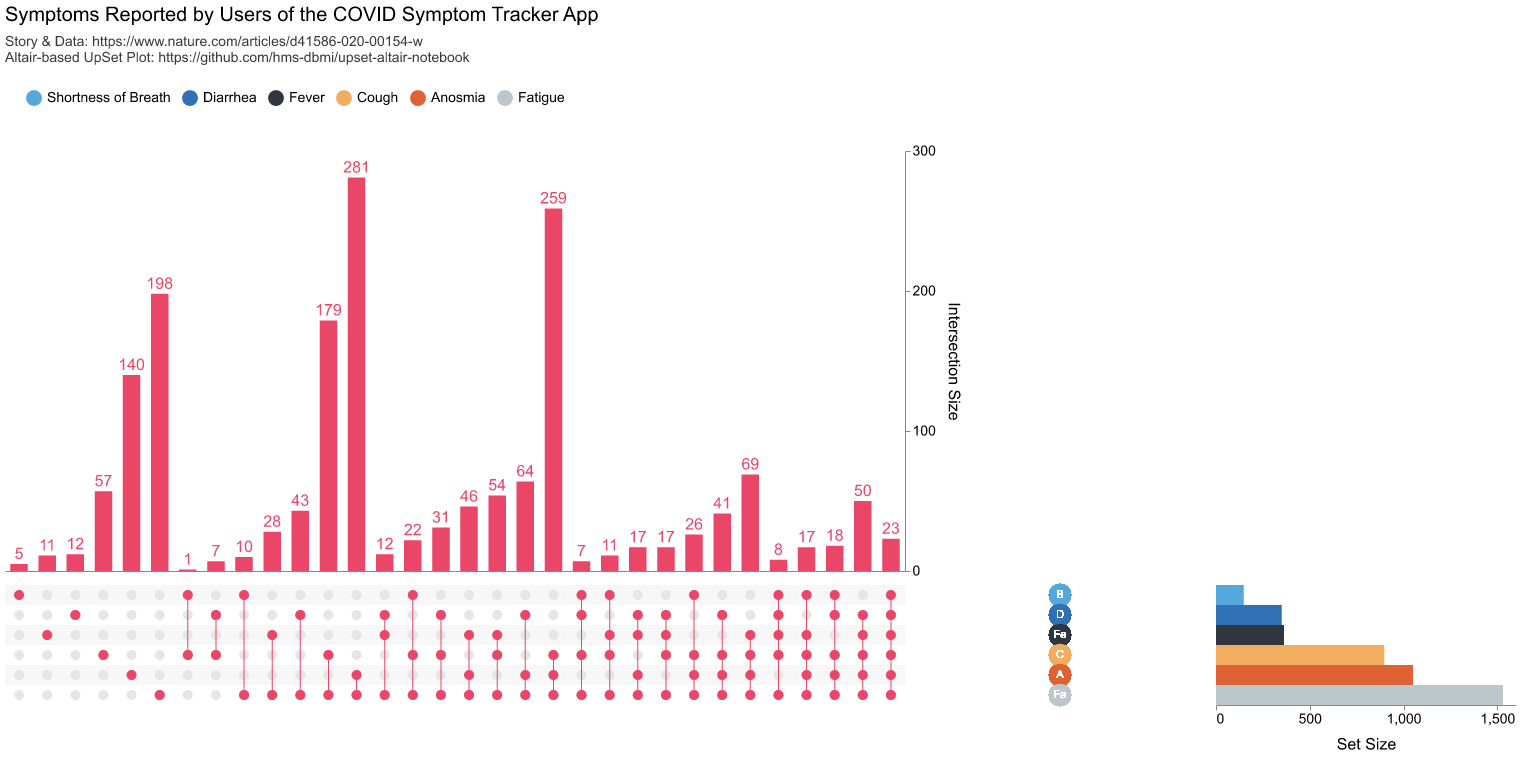 Symptoms Reported by Users of the COVID Symptom Tracker App
Story & Data: https://www.nature.com/articles/d41586-020-00154-w
Altair-based UpSet Plot: https://github.com/hms-dbmi/upset-altair-notebook
Shortness of Breath Diarrhea Fever Cough Anosmia Fatigue
300
281
259
198
200
179
140
Intersection Size
100
69
64
57
54
50
46
43
41
31
28
26
22
23
5 11 12
1 7 10
12
7 11 17 17
8 17 18
0
B
D
C
A
Fa
0 500 1,000 1,500
Set Size